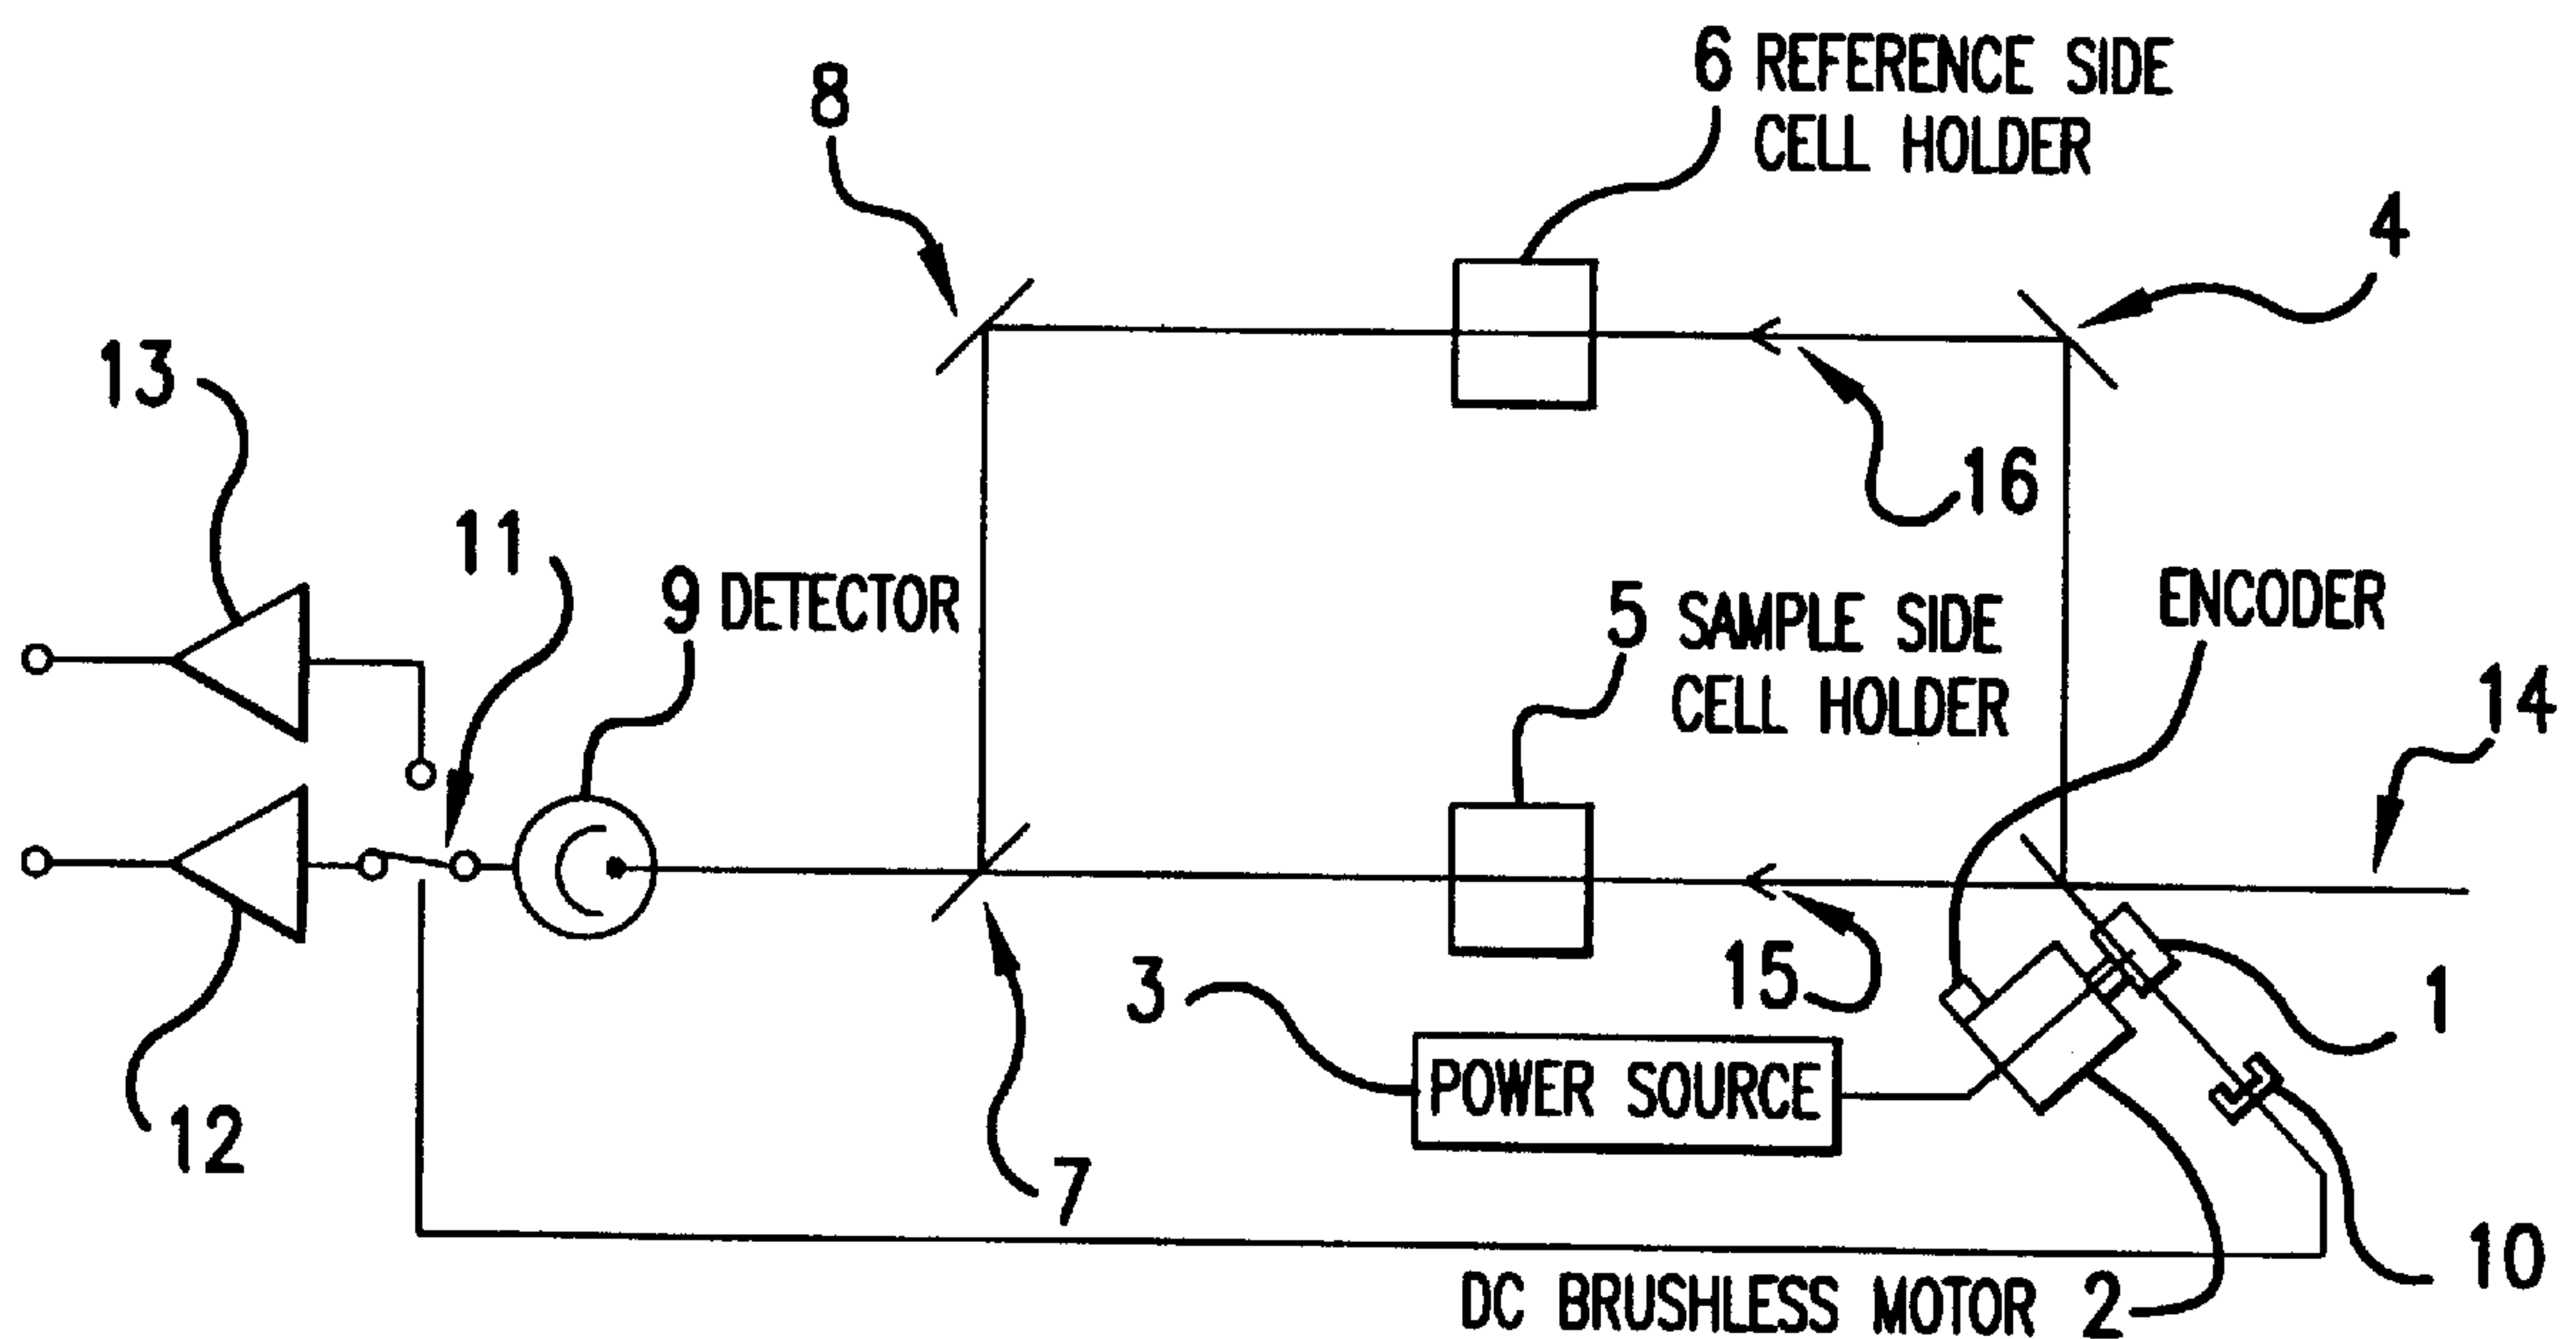 6 REFERENCE SIDE
CELL HOLDER
8
4
13
16
11
9 DETECTOR
5 SAMPLE SIDE
CELL HOLDER
ENCODER
14
15
3
POWER SOURCE
1
12
7
10
DC BRUSHLESS MOTOR 2